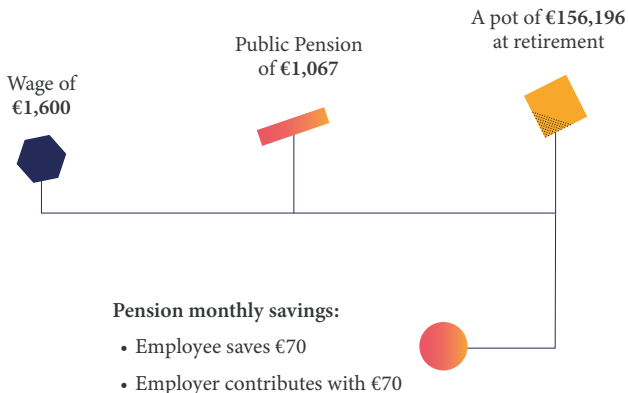 Wage of
€1,600
Public Pension
of €1,067
A pot of €156,196
at retirement
Pension monthly savings:
• Employee saves €70
• Employer contributes with €70